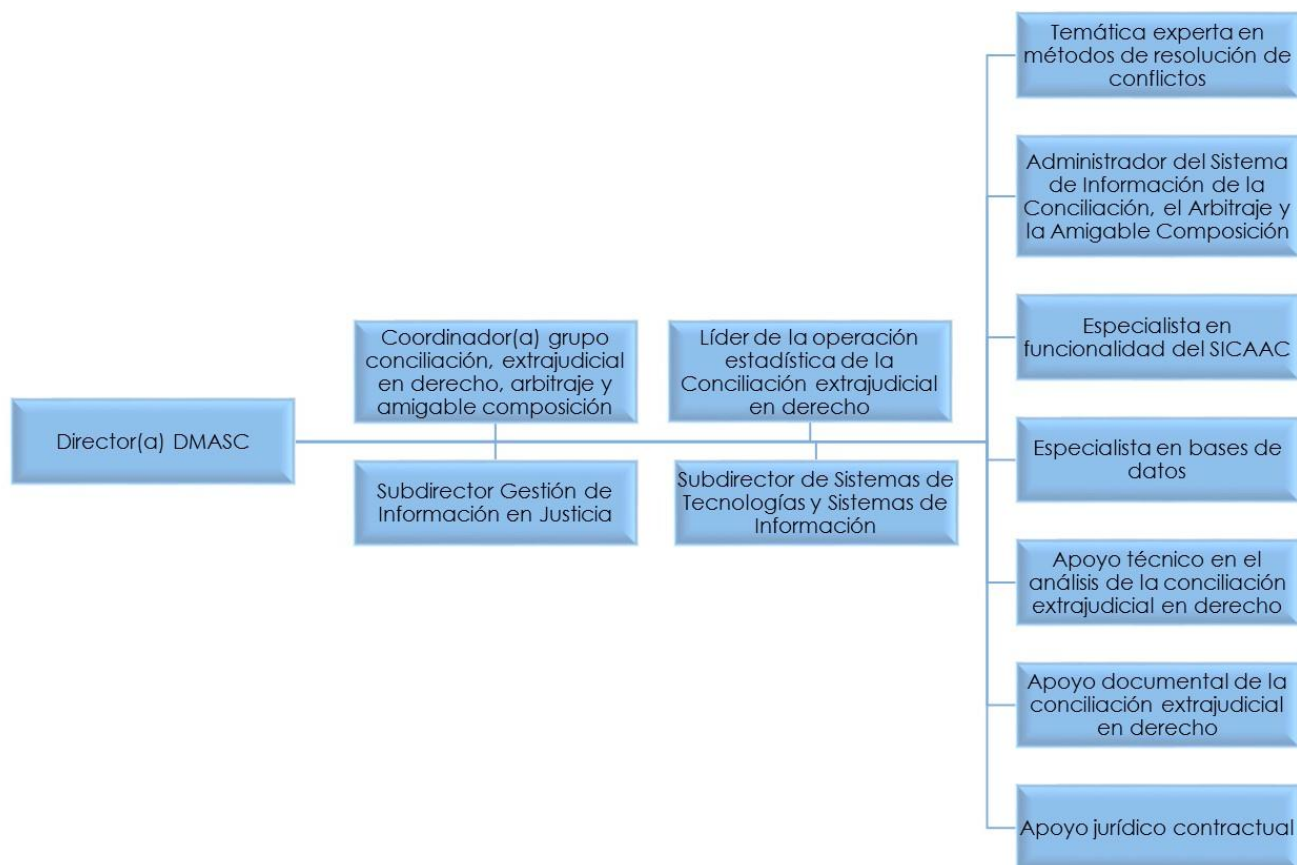 Director(a) DMASC
Coordinador(a) grupo
conciliación, extrajudicial
en derecho, arbitraje y
amigable composición
Subdirector Gestión de
Información en Justicia
Líder de la operación
estadística de la
Conciliación extrajudicial
en derecho
Subdirector de Sistemas de
Tecnologías y Sistemas de
Información
Temática experta en
métodos de resolución de
conflictos
Administrador del Sistema
de Información de la
Conciliación, el Arbitraje y
la Amigable Composición
Especialista en
funcionalidad del SICAAC
Especialista en bases de
datos
Apoyo técnico en el
análisis de la conciliación
extrajudicial en derecho
Apoyo documental de la
conciliación extrajudicial
en derecho
Apoyo jurídico contractual